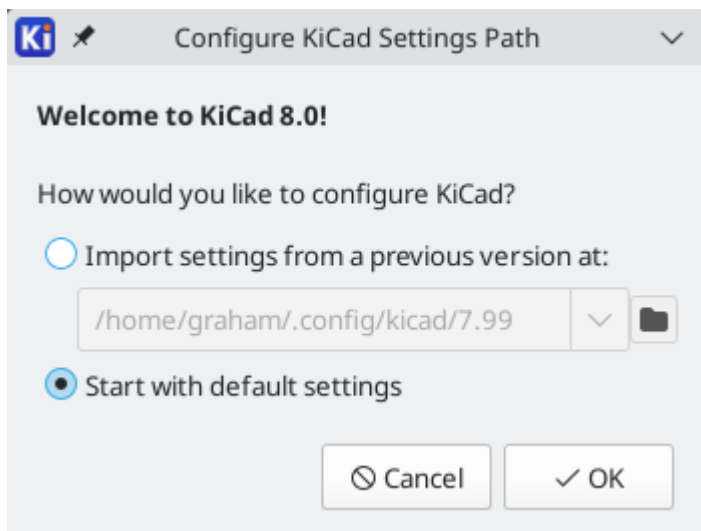 Ki Configure KiCad Settings Path
Welcome to KiCad 8.0!
How would you like to configure KiCad?
Import settings from a previous version at:
/home/graham/.config/kicad/7.99
Start with default settings
Cancel OK